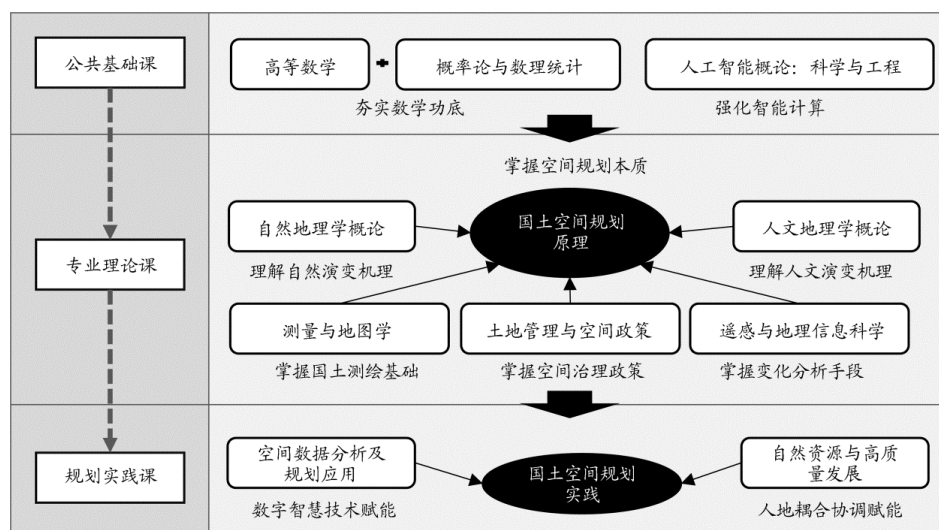 公共基础课
高等数学
+
概率论与数理统计
人工智能概论：科学与工程
夯实数学功底
强化智能计算
掌握空间规划本质
专业理论课
自然地理学概论
国土空间规划
原理
人文地理学概论
理解自然演变机理
理解人文演变机理
测量与地图学
土地管理与空间政策
遥感与地理信息科学
掌握国土测绘基础
掌握空间治理政策
掌握变化分析手段
规划实践课
空间数据分析及
规划应用
国土空间规划
实践
自然资源与高质
量发展
数字智慧技术赋能
人地耦合协调赋能